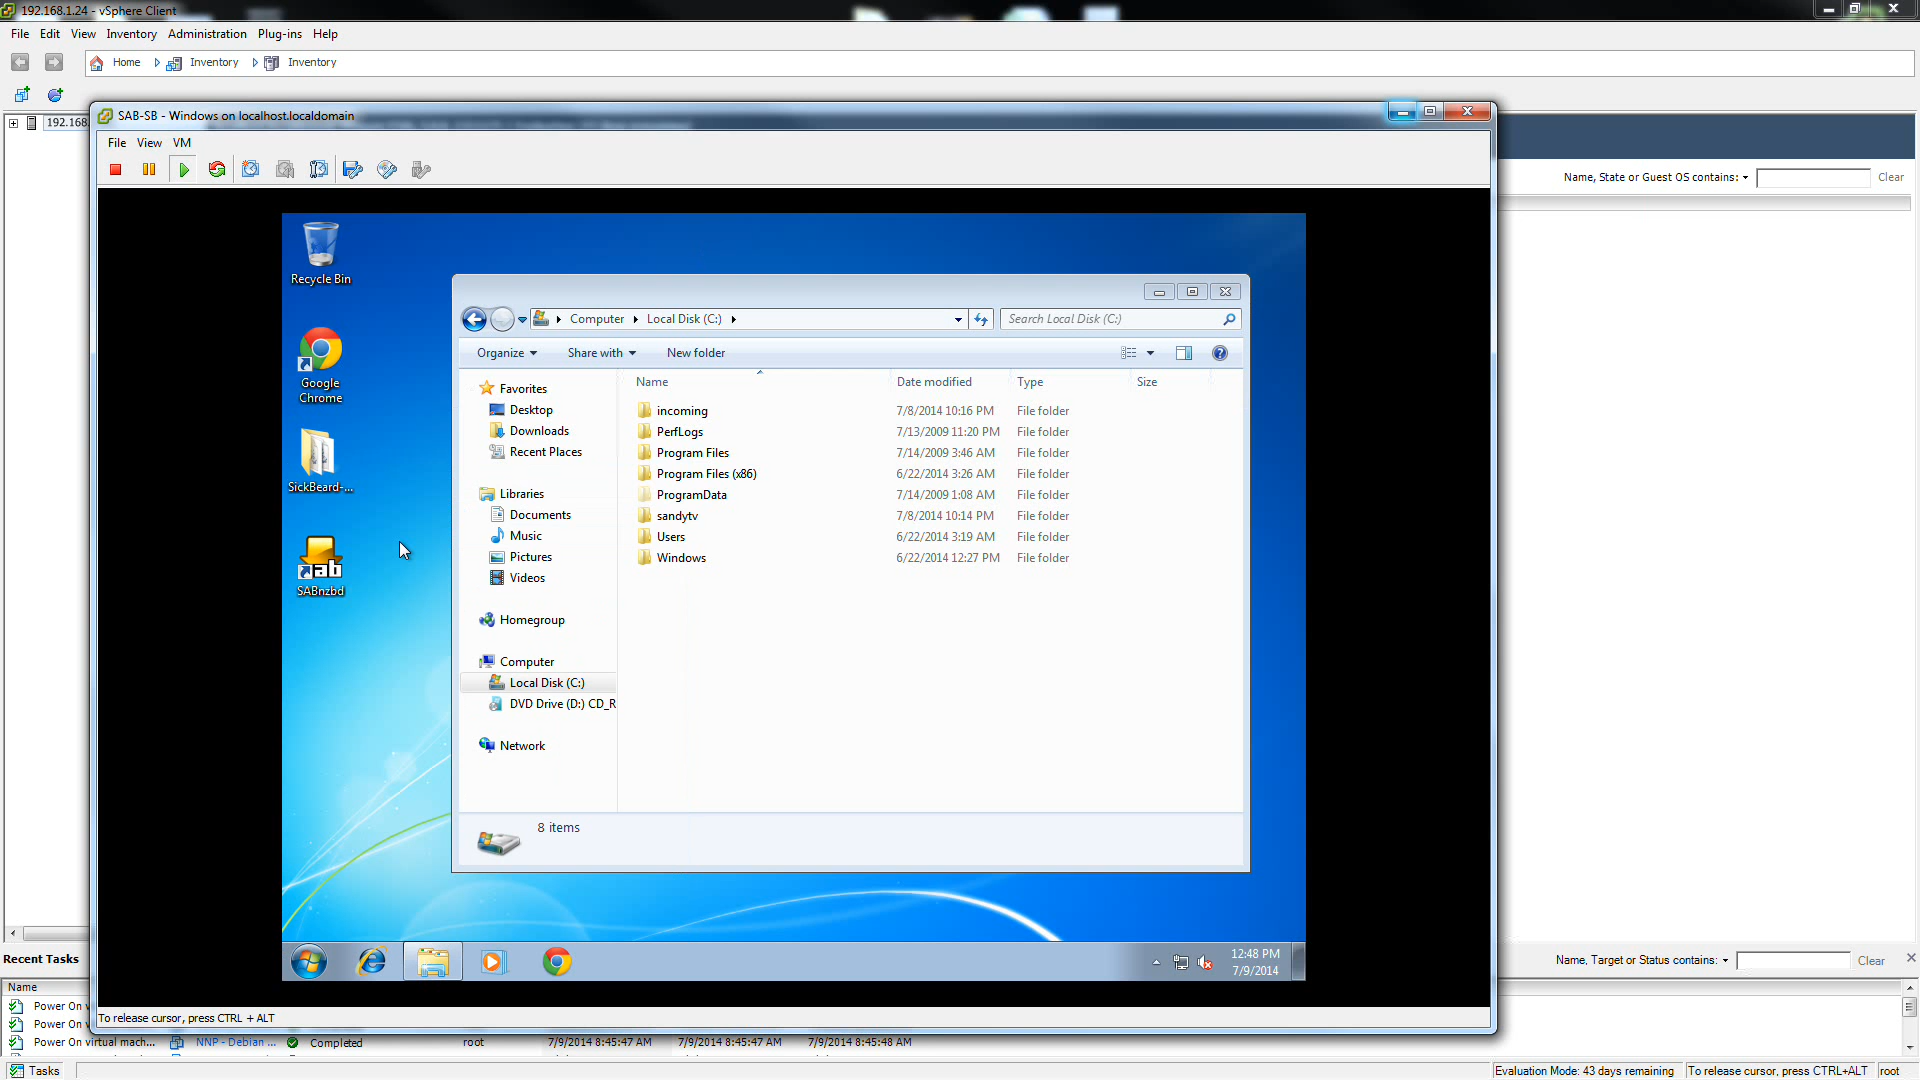 192.168.1.24 - vSphere Client
File Edit View Inventory Administration Plug-ins Help
Home Inventory Inventory
192.168.
SAB-SB - Windows on localhost.localdomain
File View VM
Name, State or Guest OS contains: Clear
Recycle Bin
Google
Chrome
SickBeard-...
ab
SABnzbd
Computer Local Disk (C:)
Search Local Disk (C:)
Organize Share with New folder
Name Date modified Type Size
Favorites
Desktop
Downloads
Recent Places
Libraries
Documents
Music
Pictures
Videos
Homegroup
Computer
Local Disk (C:)
DVD Drive (D:) CD_R
Network
incoming 7/8/2014 10:16 PM File folder
PerfLogs 7/13/2009 11:20 PM File folder
Program Files 7/14/2009 3:46 AM File folder
Program Files (x86) 6/22/2014 3:26 AM File folder
ProgramData 7/14/2009 1:08 AM File folder
sandytv 7/8/2014 10:14 PM File folder
Users 6/22/2014 3:19 AM File folder
Windows 6/22/2014 12:27 PM File folder
8 items
12:48 PM
7/9/2014
To release cursor, press CTRL + ALT
Recent Tasks
Name, Target or Status contains: Clear
Name
Power On v
Power On v
Power On virtual mach... NNP - Debian ... Completed root 7/9/2014 8:45:47 AM 7/9/2014 8:45:47 AM 7/9/2014 8:45:48 AM
Tasks
Evaluation Mode: 43 days remaining To release cursor, press CTRL+ALT root